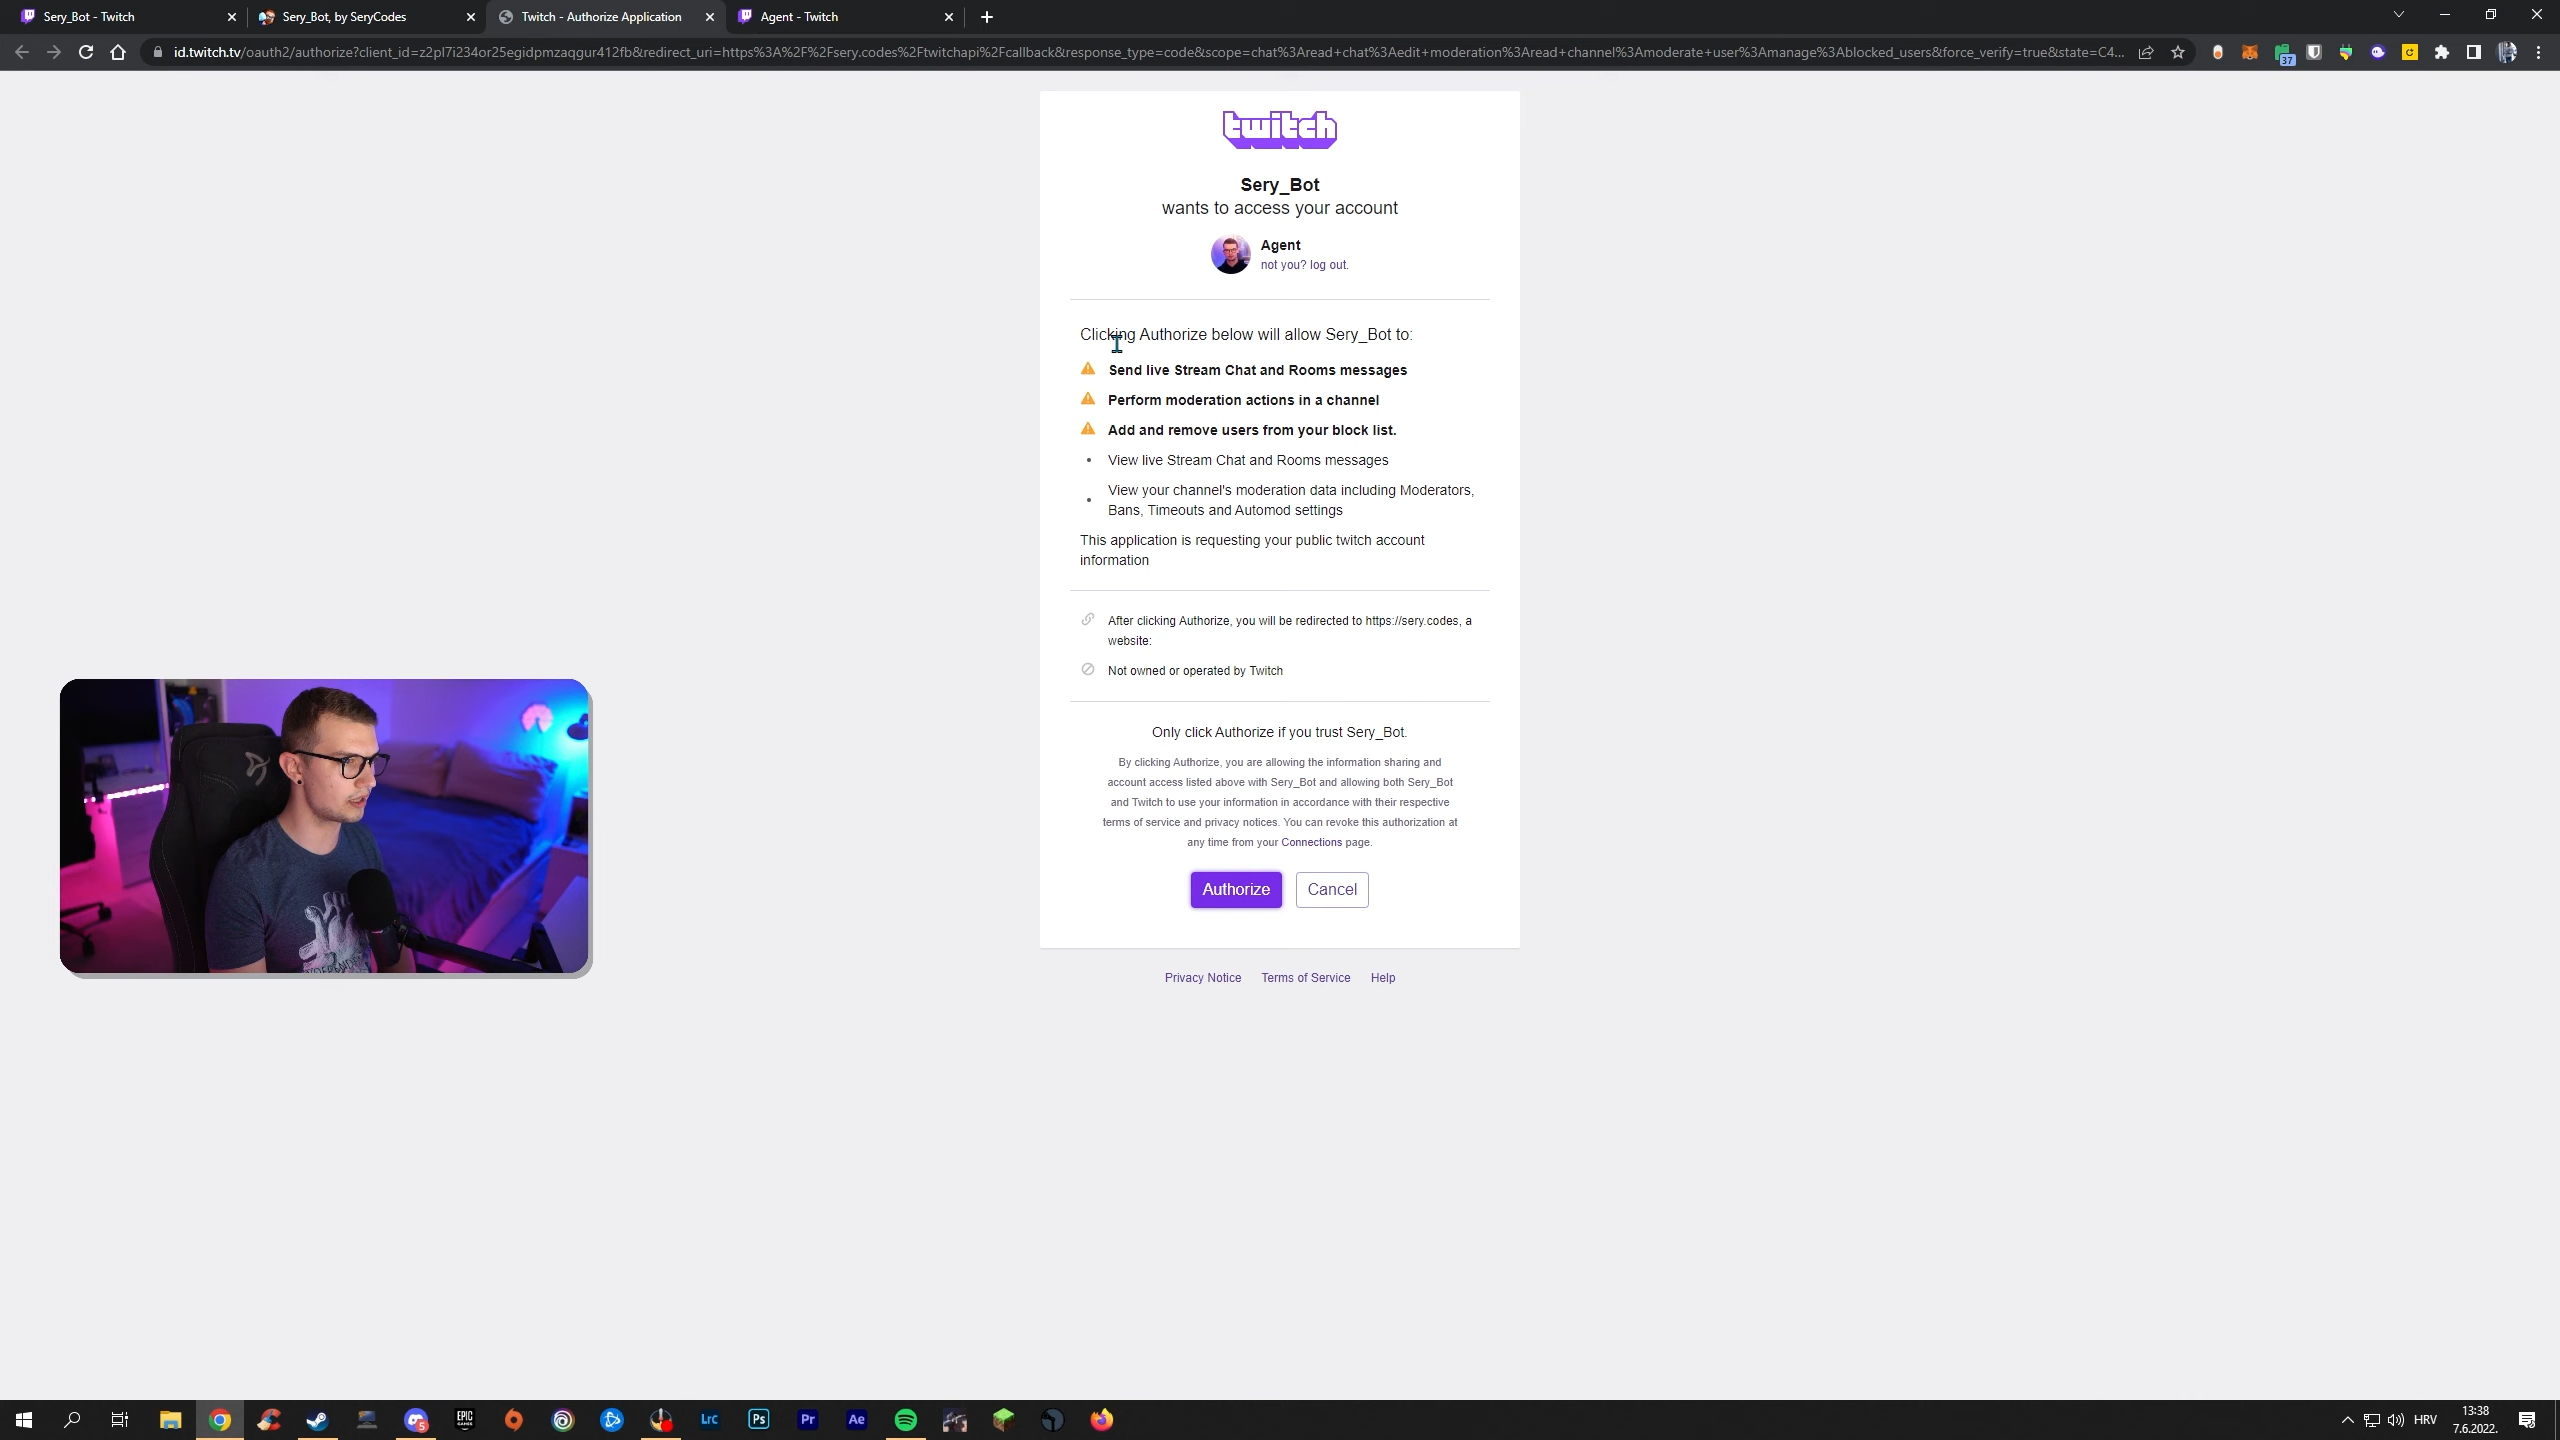 Sery_Bot - Twitch
Sery_Bot, by SeryCodes
Twitch - Authorize Application
Agent - Twitch
id.twitch.tv/oauth2/authorize?client_id=z2pl7i234or25egidpmzaqgur412fb&redirect_uri=https%3A%2F%2Fsery.codes%2Ftwitchapi%2Fcallback&response_type=code&scope=chat%3Aread+chat%3Aedit+moderation%3Aread+channel%3Amoderate+user%3Amanage%3Ablocked_users&force_verify=true&state=C4...
37
twitch
Sery_Bot
wants to access your account
Agent
not you? log out.
Clicking Authorize below will allow Sery_Bot to:
Send live Stream Chat and Rooms messages
Perform moderation actions in a channel
Add and remove users from your block list.
• View live Stream Chat and Rooms messages
• View your channel's moderation data including Moderators,
Bans, Timeouts and Automod settings
This application is requesting your public twitch account
information
After clicking Authorize, you will be redirected to https://sery.codes, a
website:
Not owned or operated by Twitch
Only click Authorize if you trust Sery_Bot.
By clicking Authorize, you are allowing the information sharing and
account access listed above with Sery_Bot and allowing both Sery_Bot
and Twitch to use your information in accordance with their respective
terms of service and privacy notices. You can revoke this authorization at
any time from your Connections page.
Authorize
Cancel
Privacy Notice
Terms of Service
Help
5
EPIC
GAMES
LrC
Ps
Pr
Ae
HRV
13:38
7.6.2022.